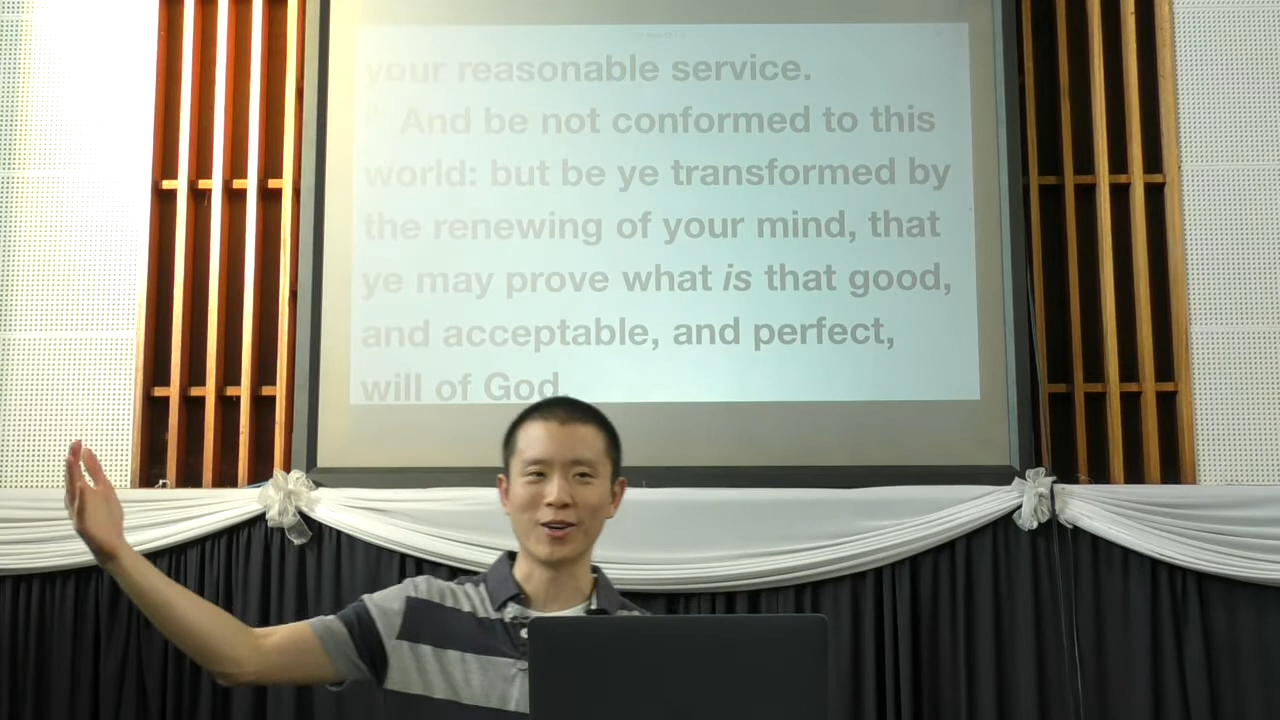 your reasonable service.
And be not conformed to this
world: but be ye transformed by
the renewing of your mind, that
ye may prove what is that good,
and acceptable, and perfect,
will of God.